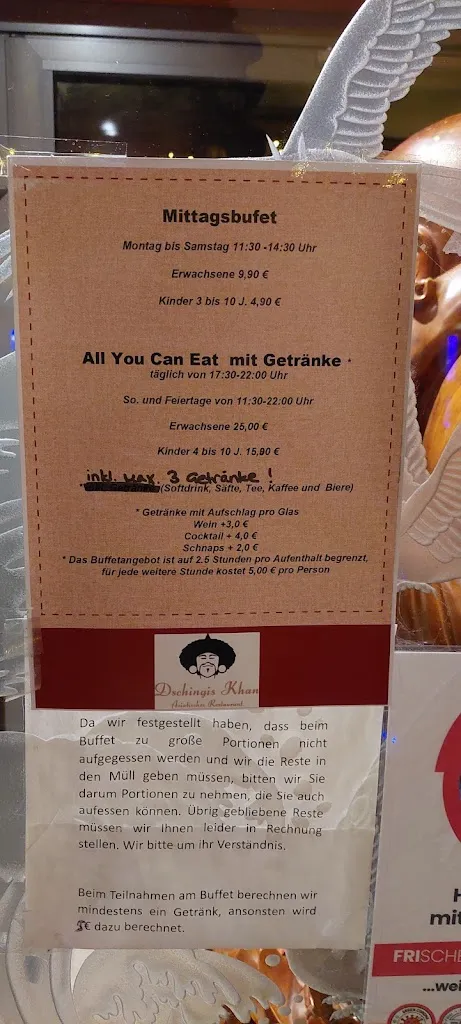 Mittagsbufet
Montag bis Samstag 11:30 -14:30 Uhr
Erwachsene 9,90 €
Kinder 3 bis 10 J. 4,90 €
All You Can Eat mit Getränke *
täglich von 17:30-22:00 Uhr
So. und Feiertage von 11:30-22:00 Uhr
Erwachsene 25,00 €
Kinder 4 bis 10 J. 15,90 €
inkl. Max. 3 Getränke !
(Softdrink, Säfte, Tee, Kaffee und Biere)
* Getränke mit Aufschlag pro Glas
Wein +3,0 €
Cocktail + 4,0 €
Schnaps + 2,0 €
* Das Buffetangebot ist auf 2.5 Stunden pro Aufenthalt begrenzt,
für jede weitere Stunde kostet 5,00 € pro Person
Dschingis Khan
Asiatisches Restaurant
Da wir festgestellt haben, dass beim
Buffet zu große Portionen nicht
aufgegessen werden und wir die Reste in
den Müll geben müssen, bitten wir Sie
darum Portionen zu nehmen, die Sie auch
aufessen können. Übrig gebliebene Reste
müssen wir Ihnen leider in Rechnung
stellen. Wir bitte um ihr Verständnis.
Beim Teilnahmen am Buffet berechnen wir
mindestens ein Getränk, ansonsten wird
5€ dazu berechnet.
H
mit
FRISCHE
...wei